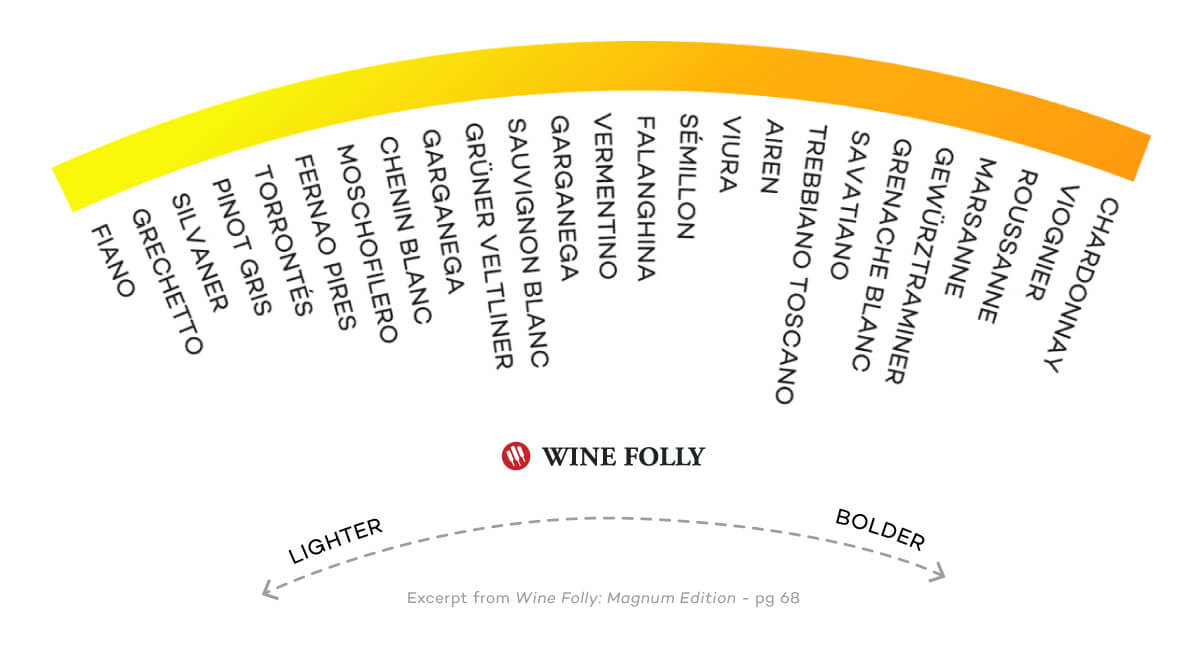 FIANO
GRECHETTO
SILVANER
PINOT GRIS
TORRONTÉS
FERNAO PIRES
MOSCHOFILERO
CHENIN BLANC
GARGANEGA
GRÜNER VELTLINER
SAUVIGNON BLANC
GARGANEGA
VERMENTINO
FALANGHINA
SÉMILLON
VIURA
AIREN
TREBBIANO TOSCANO
SAVATIANO
GRENACHE BLANC
GEWÜRZTRAMINER
MARSANNE
ROUSSANNE
VIOGNIER
CHARDONNAY
WINE FOLLY
LIGHTER
BOLDER
Excerpt from Wine Folly: Magnum Edition - pg 68